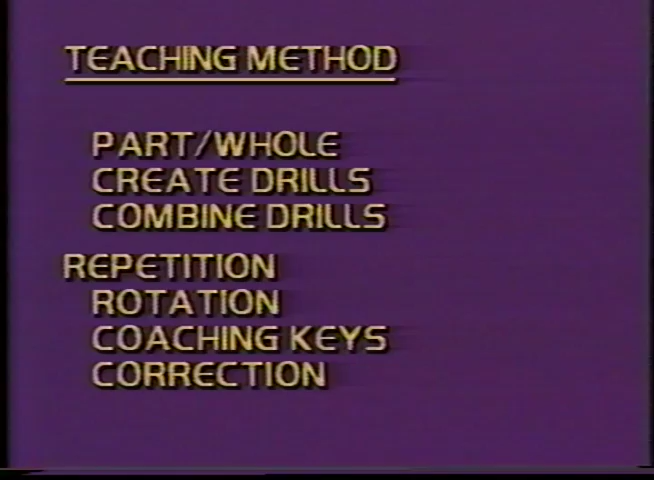 TEACHING METHOD
PART/WHOLE
CREATE DRILLS
COMBINE DRILLS
REPETITION
ROTATION
COACHING KEYS
CORRECTION